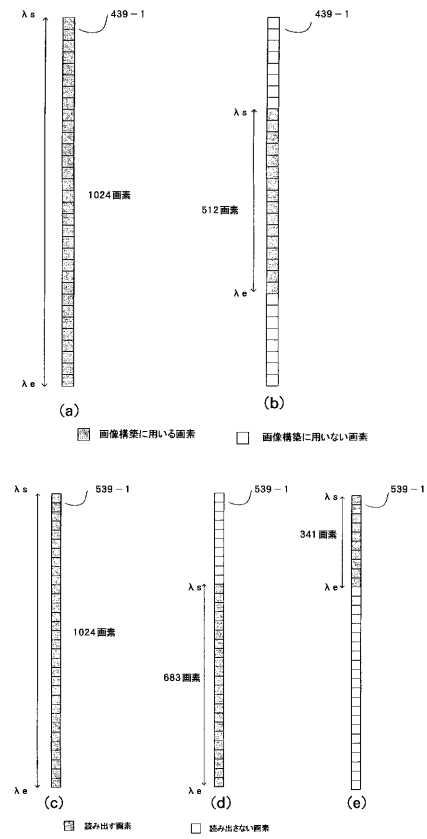 λs
439-1
1024画素
λe
(a)
439-1
λs
512画素
λe
(b)
画像構築に用いる画素
画像構築に用いない画素
λs
539-1
1024画素
λe
(c)
539-1
λs
683画素
λe
(d)
λs
539-1
341画素
λe
(e)
読み出す画素
読み出さない画素